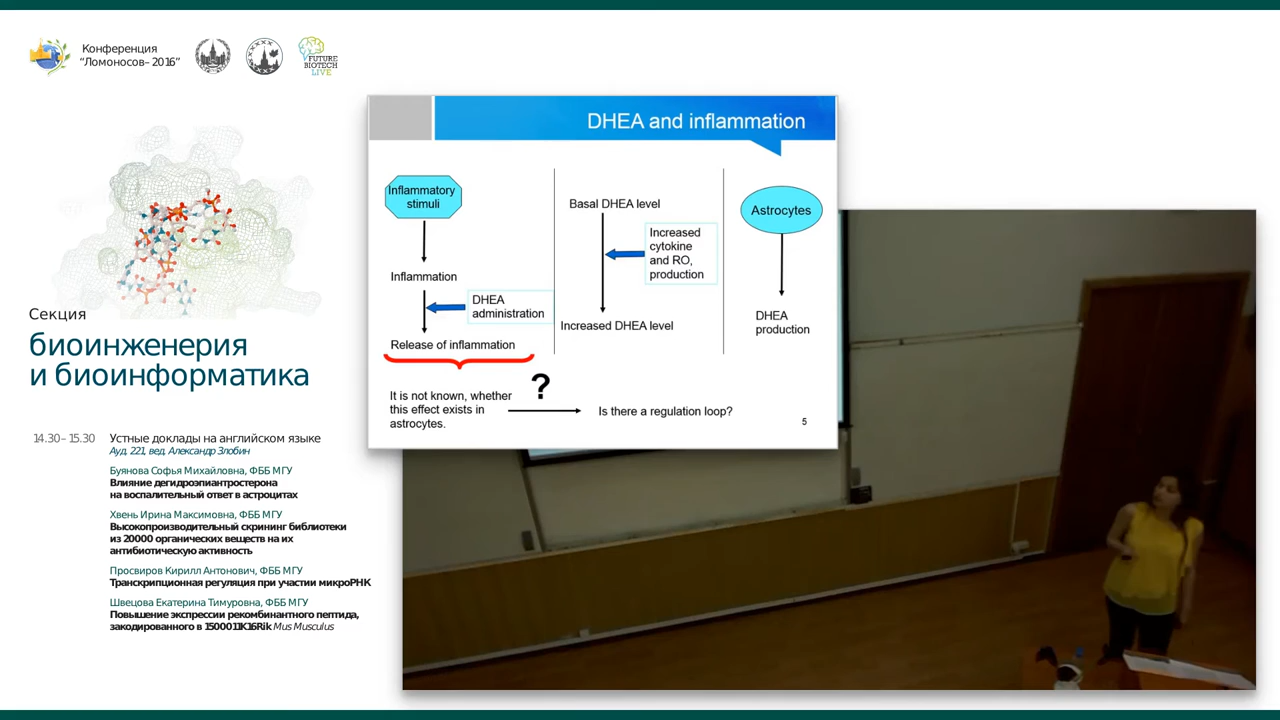 Конференция
“Ломоносов–2016”
FUTURE
BIOTECH
LIVE
Секция
биоинженерия
и биоинформатика
14.30–15.30 Устные доклады на английском языке
Ауд. 221, вед. Александр Злобин
Буянова Софья Михайловна, ФББ МГУ
Влияние дегидроэпиантростерона
на воспалительный ответ в астроцитах
Хвень Ирина Максимовна, ФББ МГУ
Высокопроизводительный скрининг библиотеки
из 20000 органических веществ на их
антибиотическую активность
Просвиров Кирилл Антонович, ФББ МГУ
Транскрипционная регуляция при участии микроРНК
Швецова Екатерина Тимуровна, ФББ МГУ
Повышение экспрессии рекомбинантного пептида,
закодированного в 1500011K16Rik Mus Musculus
DHEA and inflammation
Inflammatory
stimuli
Inflammation
DHEA
administration
Release of inflammation
It is not known, whether
this effect exists in
astrocytes.
?
Is there a regulation loop?
Basal DHEA level
Increased
cytokine
and RO,
production
Increased DHEA level
Astrocytes
DHEA
production
5